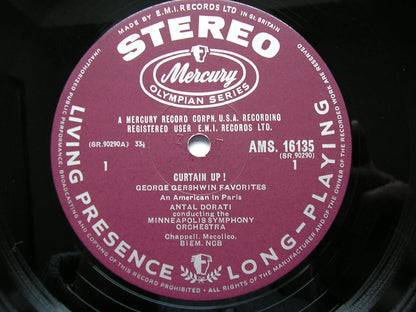 MADE BY E.M.I. RECORDS LTD IN GT. BRITAIN
STEREO
Mercury
OLYMPIAN SERIES
A MERCURY RECORD CORPN. U.S.A. RECORDING
REGISTERED USER E.M.I. RECORDS LTD.
(SR.90290A) 33⅓
AMS. 16135
(SR.90290)
1
1
CURTAIN UP!
GEORGE GERSHWIN FAVORITES
An American in Paris
ANTAL DORATI
conducting the
MINNEAPOLIS SYMPHONY
ORCHESTRA
Chappell. Mecolico.
BIEM. NCB
LIVING PRESENCE
LONG-PLAYING
UNAUTHORIZED PUBLIC PERFORMANCE, BROADCASTING AND COPYING OF THIS RECORD PROHIBITED • ALL RIGHTS OF THE MANUFACTURER AND OF THE OWNER OF THE RECORDED WORK ARE RESERVED